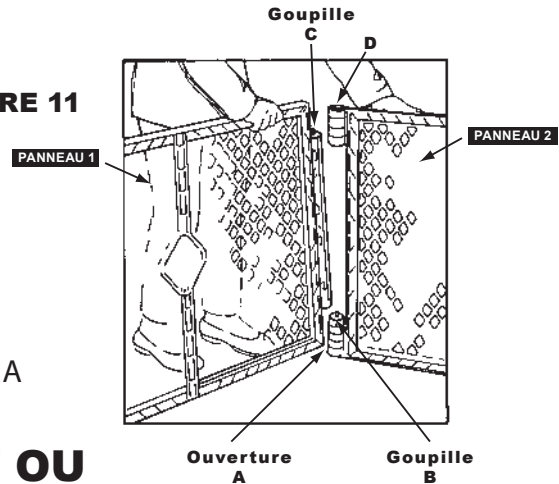 Goupille
C
D
RE 11
PANNEAU 1
PANNEAU 2
A
OU
Ouverture
A
Goupille
B